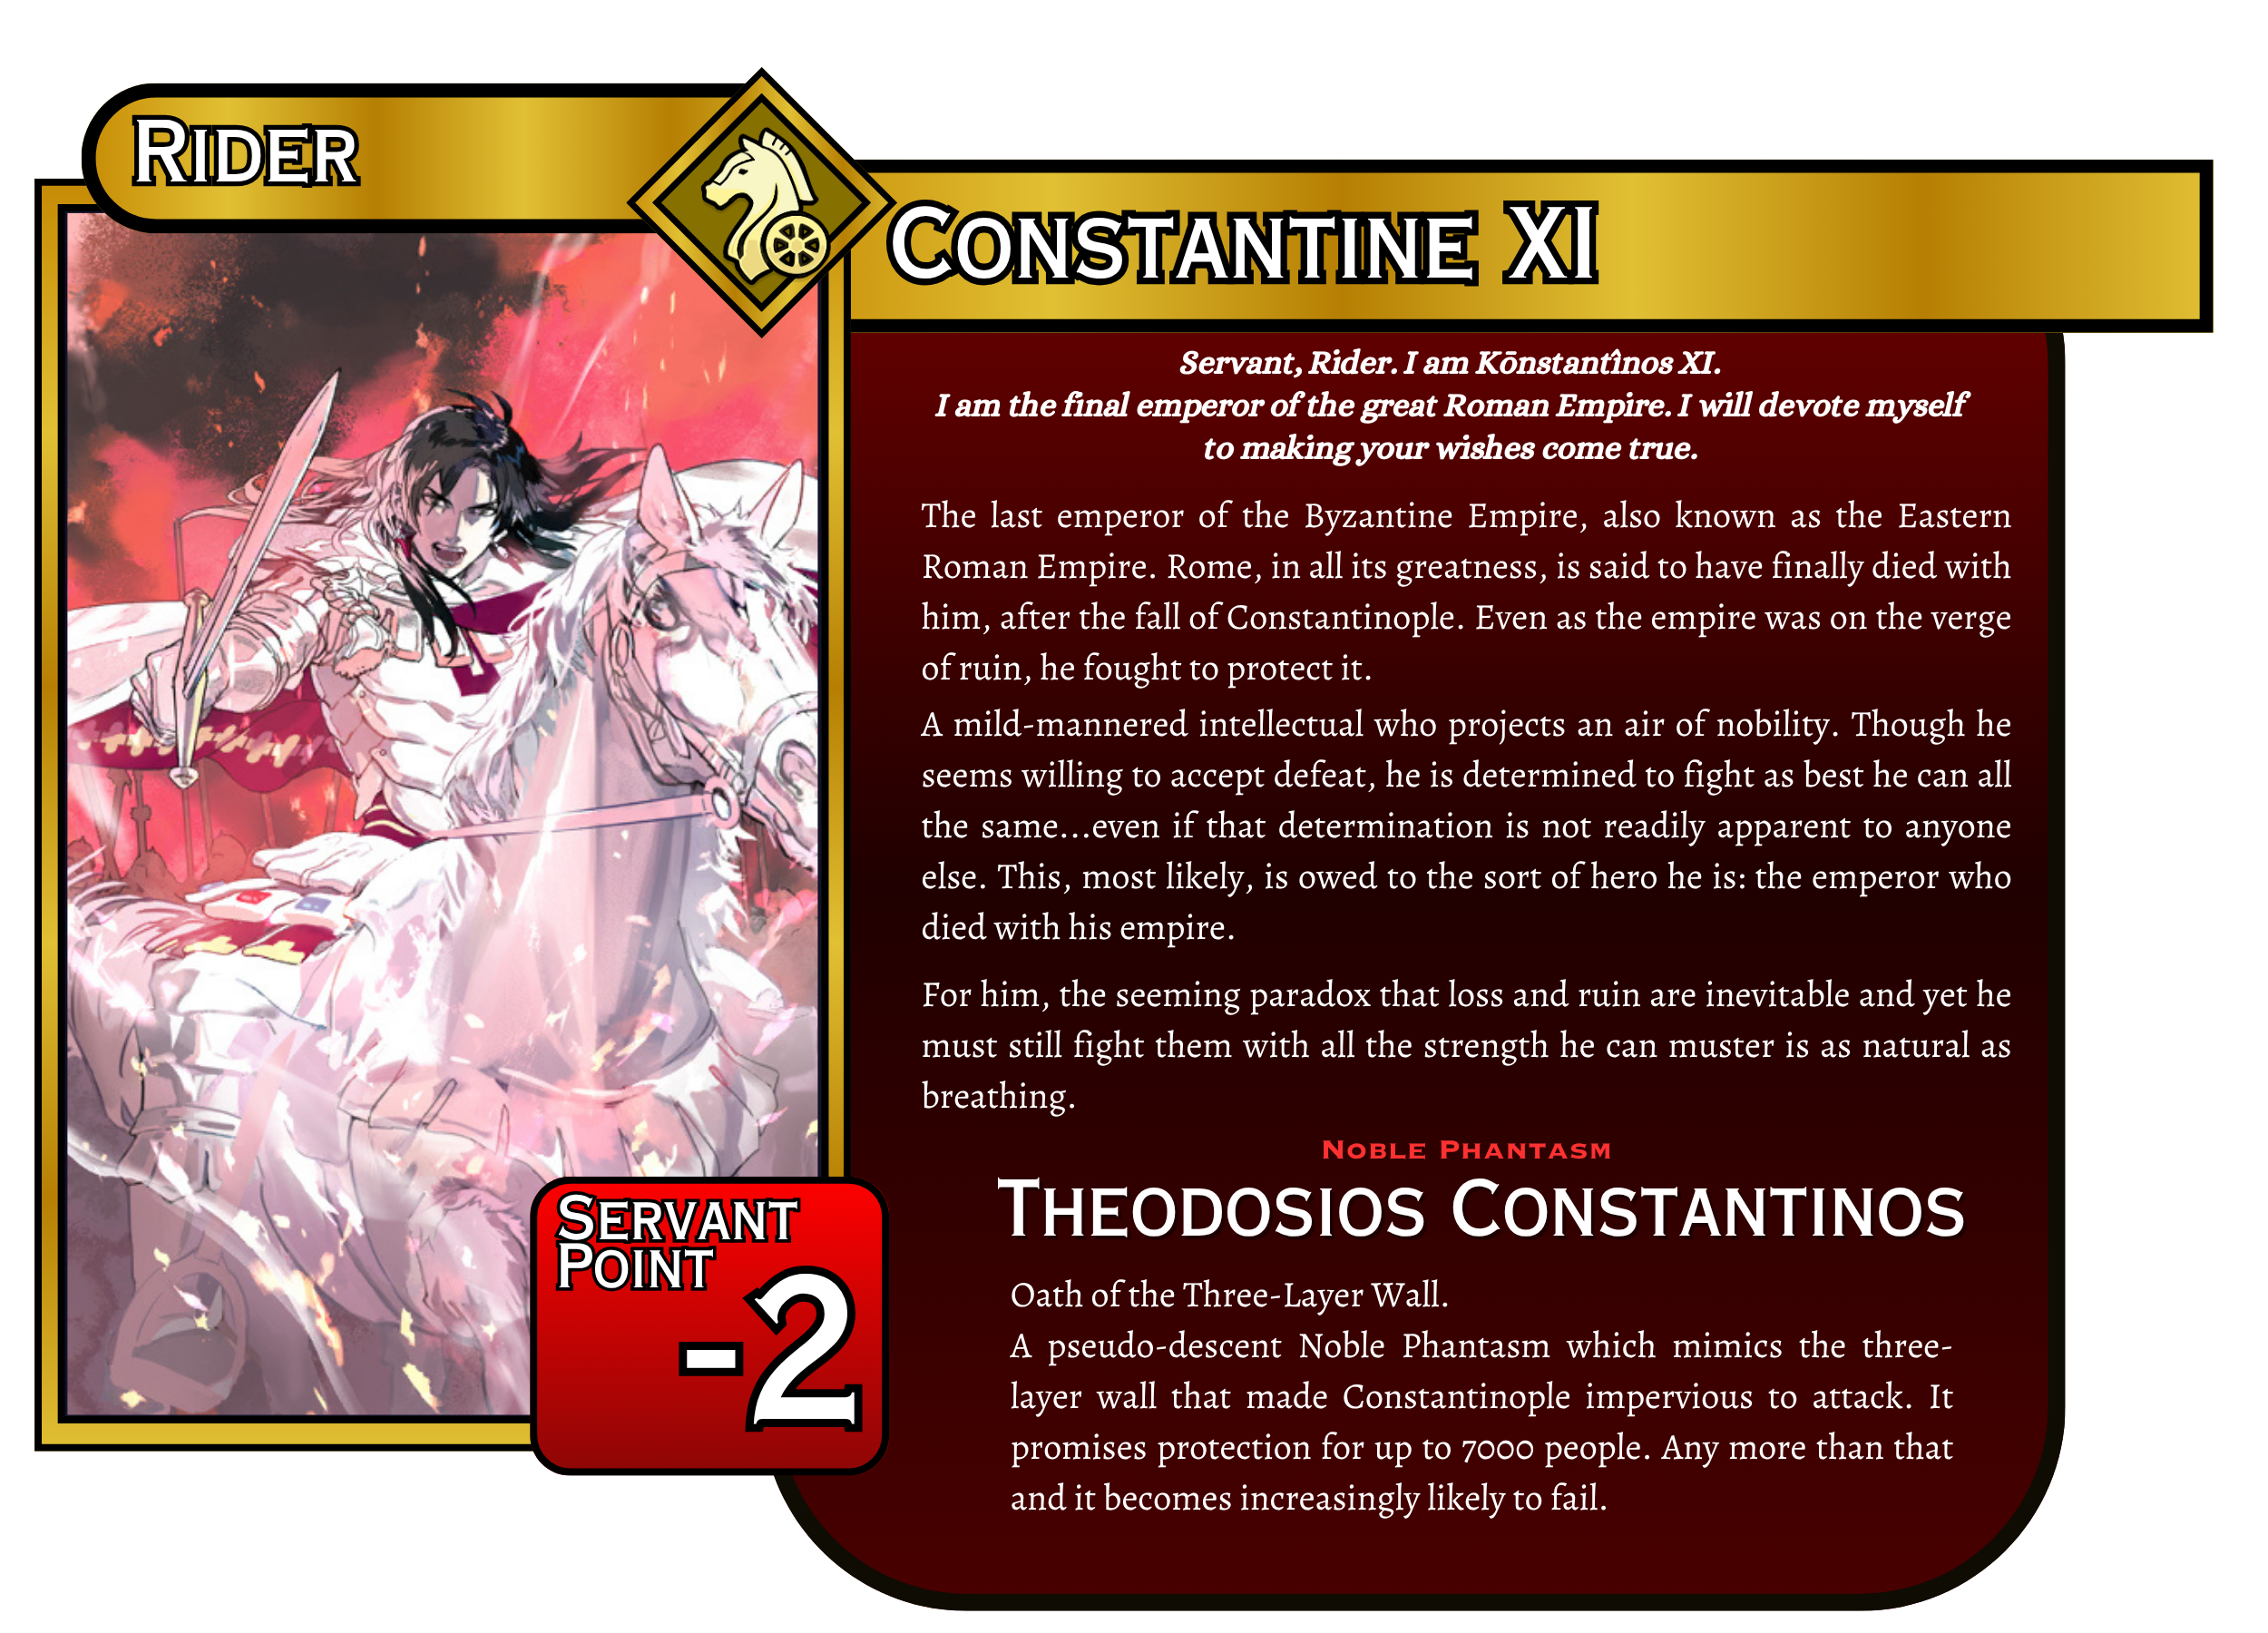 RIDER
CONSTANTINE XI
Servant, Rider. I am Kōnstantînos XI.
I am the final emperor of the great Roman Empire. I will devote myself
to making your wishes come true.
The last emperor of the Byzantine Empire, also known as the Eastern
Roman Empire. Rome, in all its greatness, is said to have finally died with
him, after the fall of Constantinople. Even as the empire was on the verge
of ruin, he fought to protect it.
A mild-mannered intellectual who projects an air of nobility. Though he
seems willing to accept defeat, he is determined to fight as best he can all
the same...even if that determination is not readily apparent to anyone
else. This, most likely, is owed to the sort of hero he is: the emperor who
died with his empire.
For him, the seeming paradox that loss and ruin are inevitable and yet he
must still fight them with all the strength he can muster is as natural as
breathing.
NOBLE PHANTASM
THEODOSIOS CONSTANTINOS
Oath of the Three-Layer Wall.
A pseudo-descent Noble Phantasm which mimics the three-
layer wall that made Constantinople impervious to attack. It
promises protection for up to 7000 people. Any more than that
and it becomes increasingly likely to fail.
SERVANT
POINT
-2